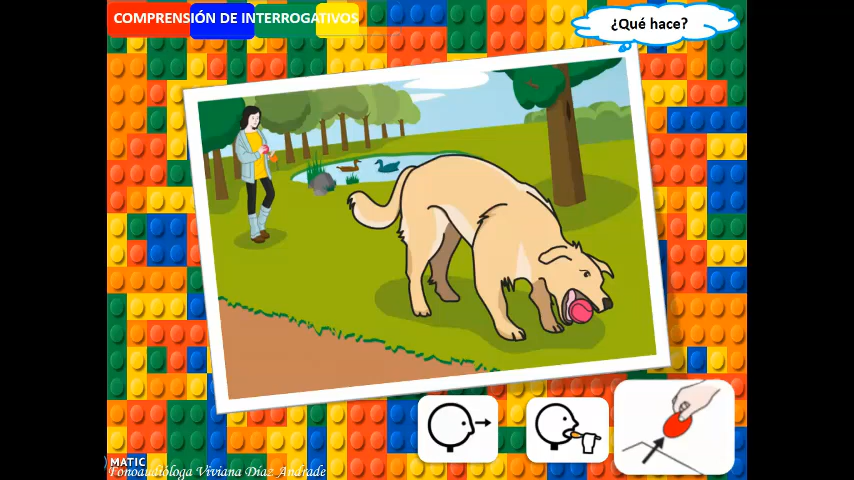 COMPRENSIÓN DE INTERROGATIVOS
¿Qué hace?
MATIC
Fonoaudióloga Viviana Díaz Andrade